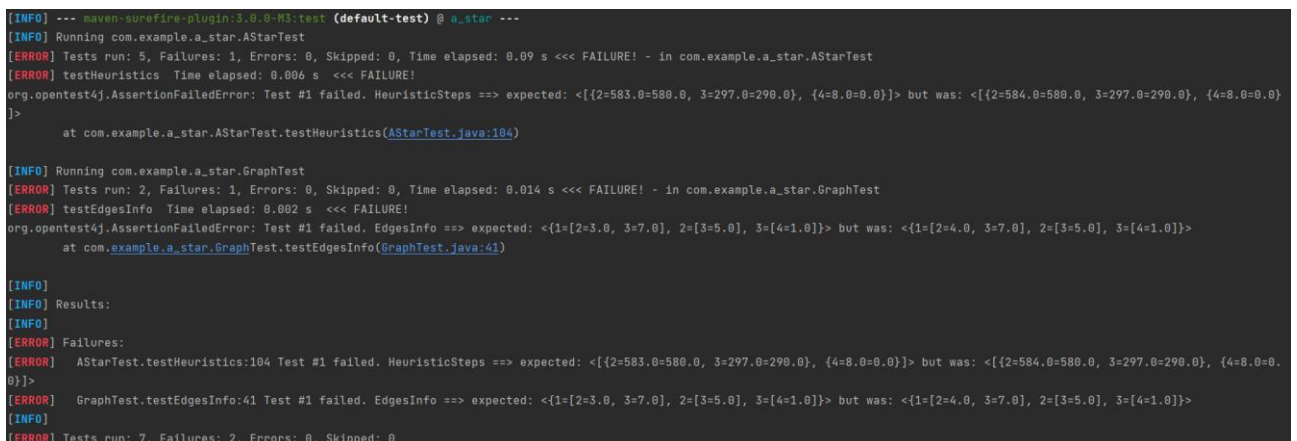 [INFO] --- maven-surefire-plugin:3.0.0-M3:test (default-test) @ a_star ---
[INFO] Running com.example.a_star.AStarTest
[ERROR] Tests run: 5, Failures: 1, Errors: 0, Skipped: 0, Time elapsed: 0.09 s <<< FAILURE! - in com.example.a_star.AStarTest
[ERROR] testHeuristics  Time elapsed: 0.006 s  <<< FAILURE!
org.opentest4j.AssertionFailedError: Test #1 failed. HeuristicSteps ==> expected: <[{2=583.0=580.0, 3=297.0=290.0}, {4=8.0=0.0}]> but was: <[{2=584.0=580.0, 3=297.0=290.0}, {4=8.0=0.0}
]>
at com.example.a_star.AStarTest.testHeuristics(AStarTest.java:104)
[INFO] Running com.example.a_star.GraphTest
[ERROR] Tests run: 2, Failures: 1, Errors: 0, Skipped: 0, Time elapsed: 0.014 s <<< FAILURE! - in com.example.a_star.GraphTest
[ERROR] testEdgesInfo  Time elapsed: 0.002 s  <<< FAILURE!
org.opentest4j.AssertionFailedError: Test #1 failed. EdgesInfo ==> expected: <{1=[2=3.0, 3=7.0], 2=[3=5.0], 3=[4=1.0]}> but was: <{1=[2=4.0, 3=7.0], 2=[3=5.0], 3=[4=1.0]}>
at com.example.a_star.GraphTest.testEdgesInfo(GraphTest.java:41)
[INFO]
[INFO] Results:
[INFO]
[ERROR] Failures:
[ERROR]   AStarTest.testHeuristics:104 Test #1 failed. HeuristicSteps ==> expected: <[{2=583.0=580.0, 3=297.0=290.0}, {4=8.0=0.0}]> but was: <[{2=584.0=580.0, 3=297.0=290.0}, {4=8.0=0.
0}]>
[ERROR]   GraphTest.testEdgesInfo:41 Test #1 failed. EdgesInfo ==> expected: <{1=[2=3.0, 3=7.0], 2=[3=5.0], 3=[4=1.0]}> but was: <{1=[2=4.0, 3=7.0], 2=[3=5.0], 3=[4=1.0]}>
[INFO]
[ERROR] Tests run: 7, Failures: 2, Errors: 0, Skipped: 0